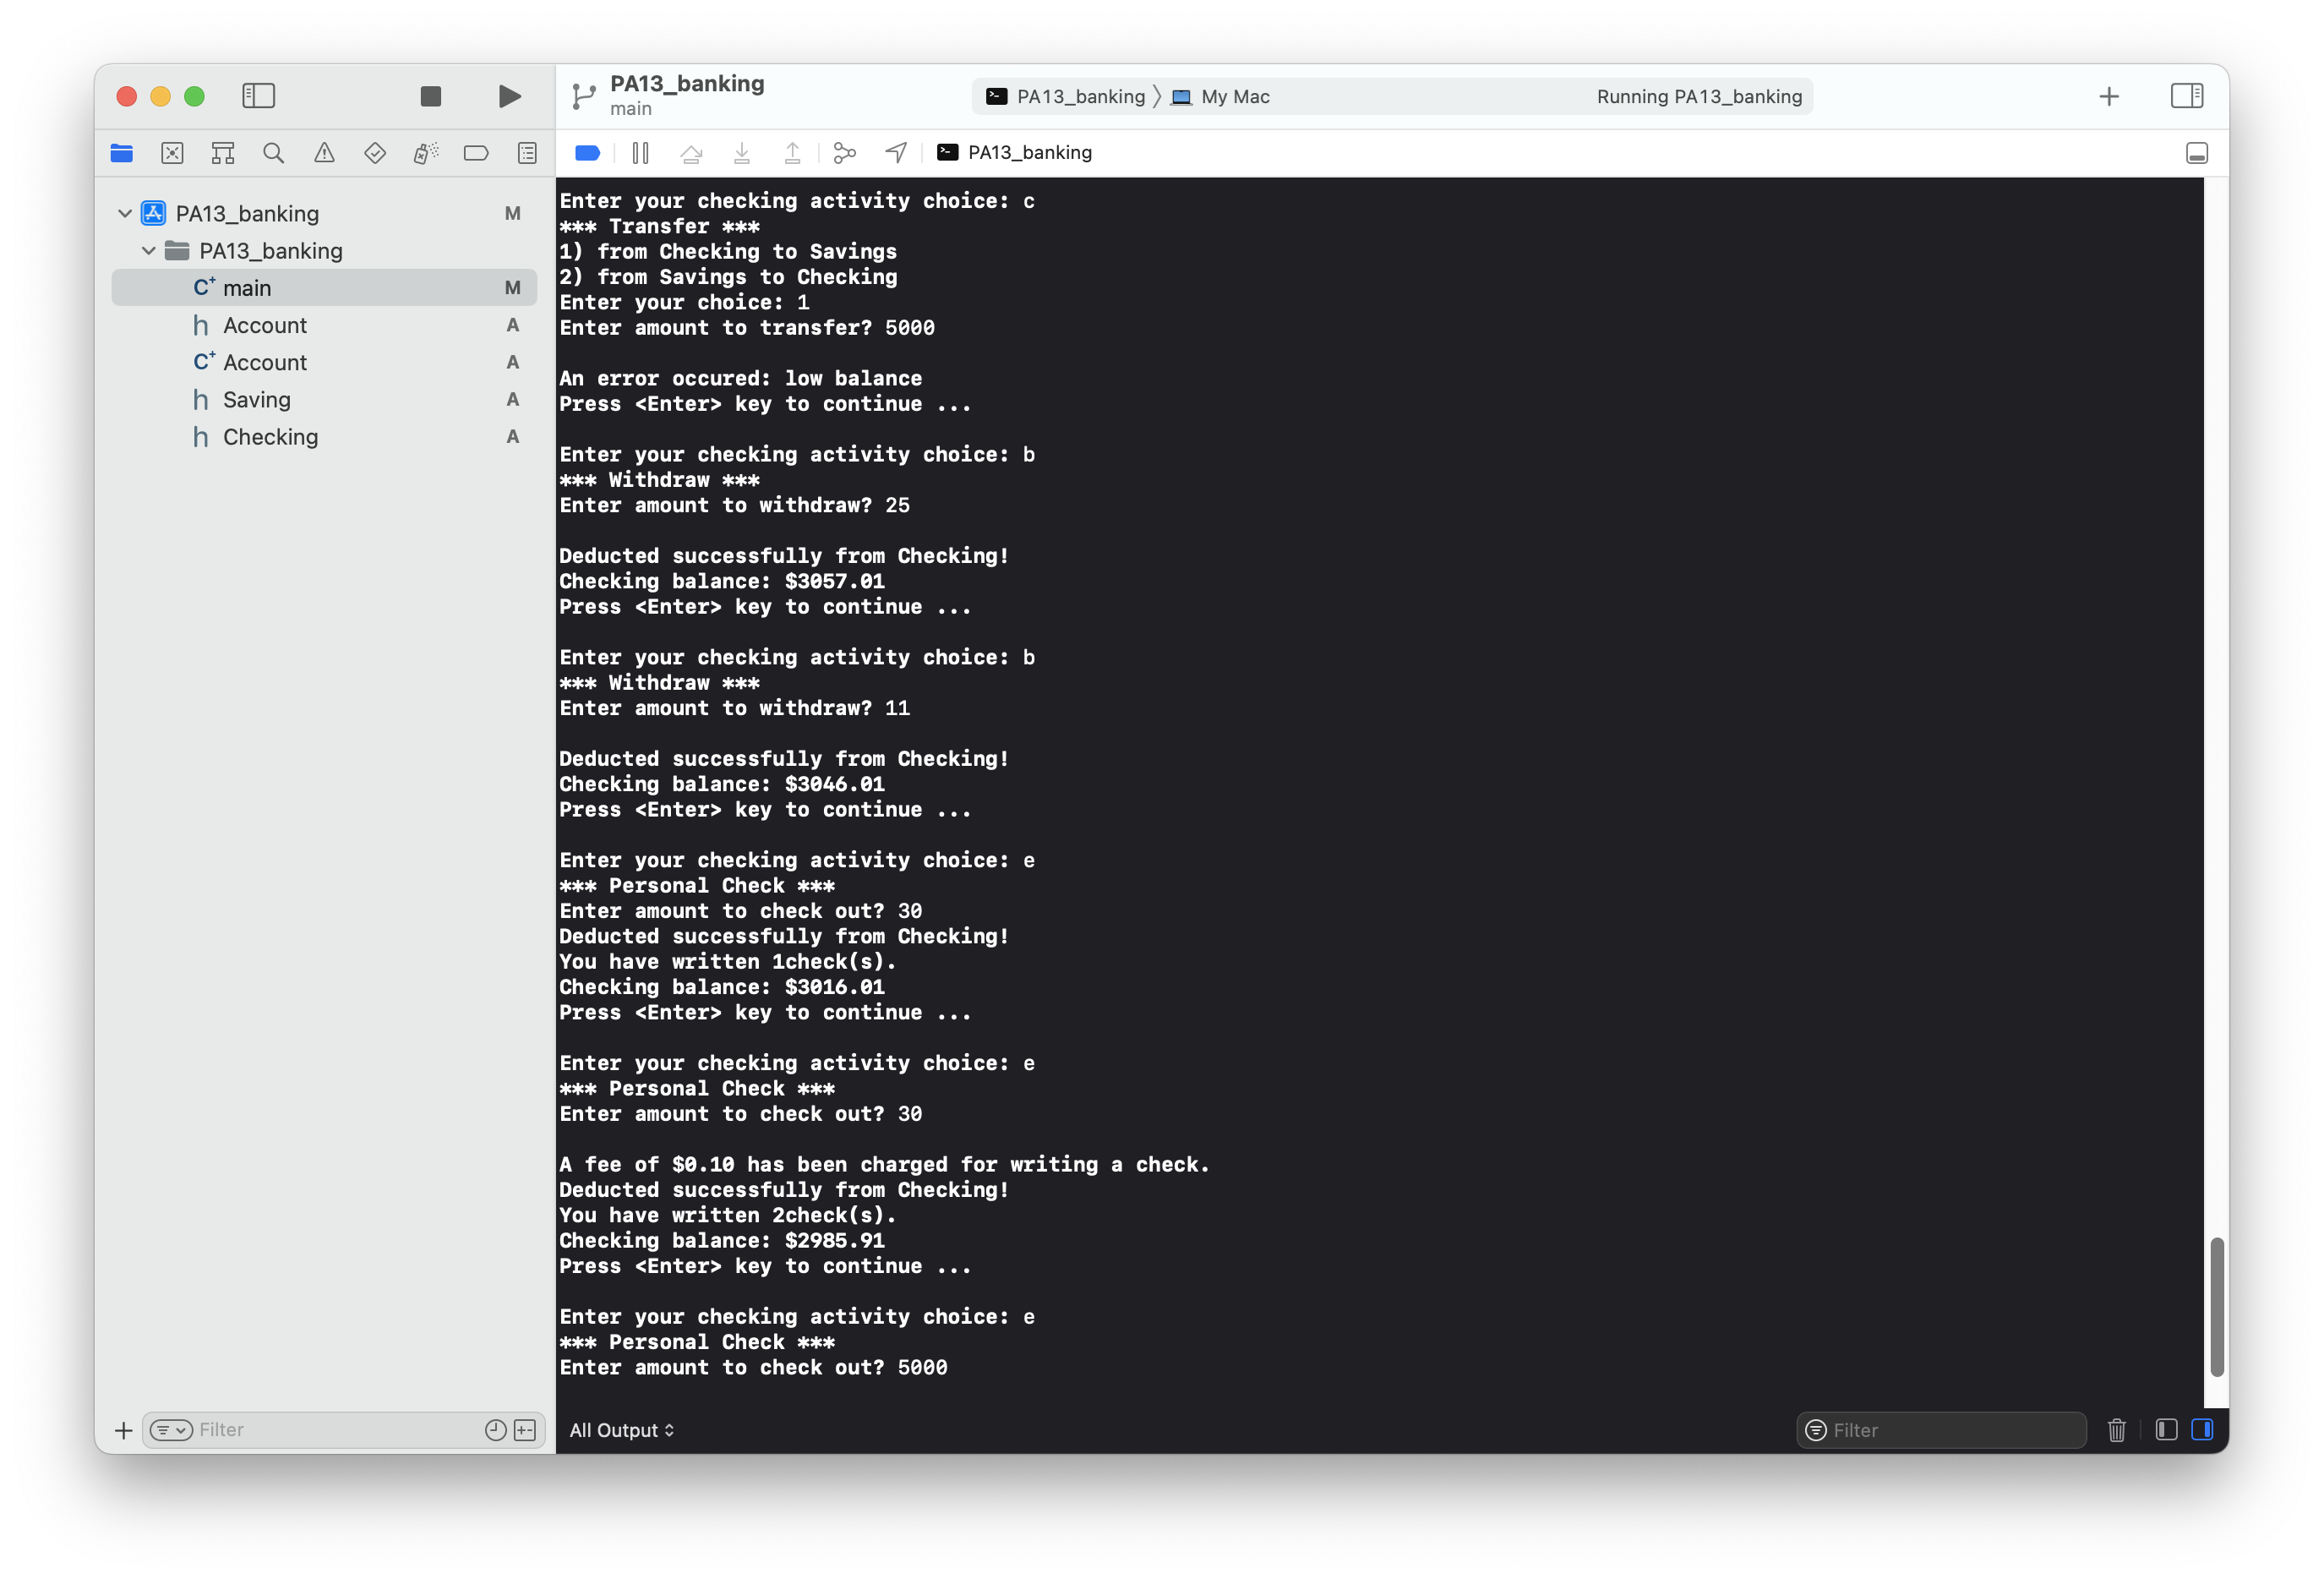 PA13_banking
main
PA13_banking
My Mac
Running PA13_banking
PA13_banking
PA13_banking M
PA13_banking
main M
Account A
Account A
Saving A
Checking A
Filter
Enter your checking activity choice: c
*** Transfer ***
1) from Checking to Savings
2) from Savings to Checking
Enter your choice: 1
Enter amount to transfer? 5000
An error occured: low balance
Press <Enter> key to continue ...
Enter your checking activity choice: b
*** Withdraw ***
Enter amount to withdraw? 25
Deducted successfully from Checking!
Checking balance: $3057.01
Press <Enter> key to continue ...
Enter your checking activity choice: b
*** Withdraw ***
Enter amount to withdraw? 11
Deducted successfully from Checking!
Checking balance: $3046.01
Press <Enter> key to continue ...
Enter your checking activity choice: e
*** Personal Check ***
Enter amount to check out? 30
Deducted successfully from Checking!
You have written 1check(s).
Checking balance: $3016.01
Press <Enter> key to continue ...
Enter your checking activity choice: e
*** Personal Check ***
Enter amount to check out? 30
A fee of $0.10 has been charged for writing a check.
Deducted successfully from Checking!
You have written 2check(s).
Checking balance: $2985.91
Press <Enter> key to continue ...
Enter your checking activity choice: e
*** Personal Check ***
Enter amount to check out? 5000
All Output
Filter